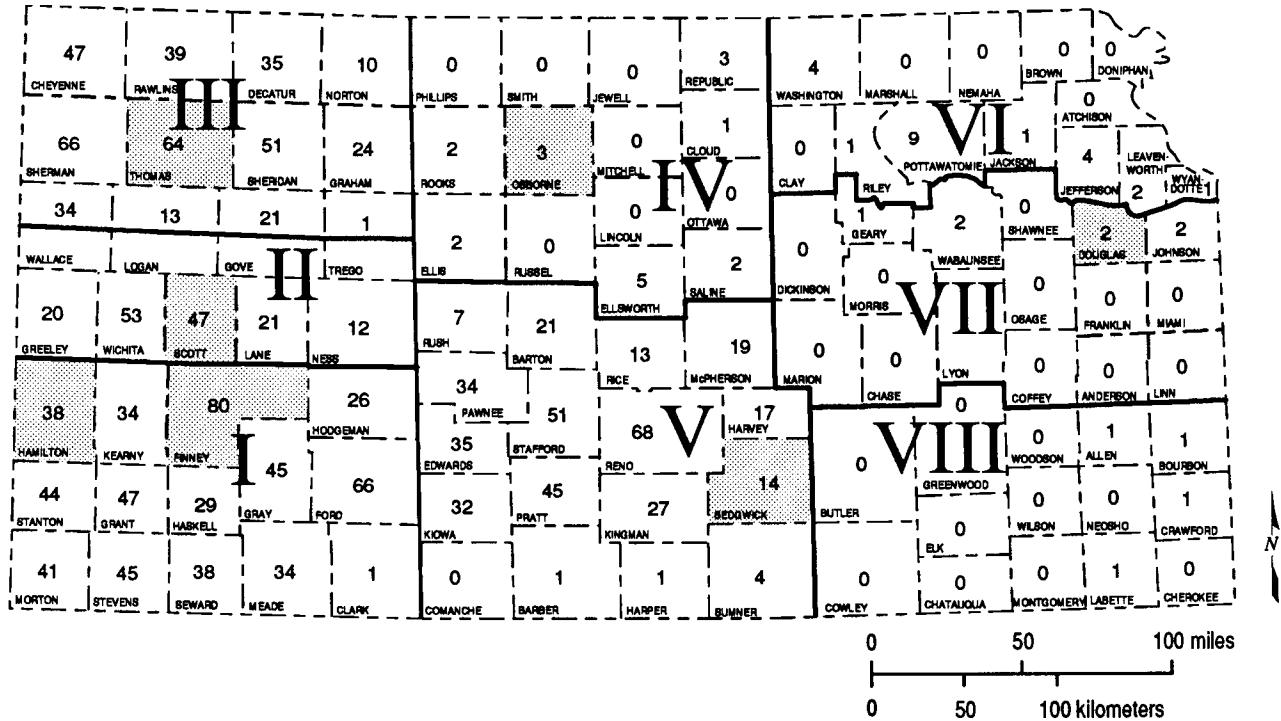 47 39 35 10 0 0 0 3 4 0 0 0 0
CHEYENNE RAWLINS DECATUR NORTON PHILLIPS SMITH JEWELL REPUBLIC WASHINGTON MARSHALL NEMAHA BROWN DONIPHAN
III
66 64 51 24 2 3 0 1 0 1 9 1 0
SHERMAN THOMAS SHERIDAN GRAHAM ROOKS OSBORNE MITCHELL CLOUD CLAY RILEY POTTAWATOMIE JACKSON ATCHISON
IV VI
4 2 1
JEFFERSON LEAVEN-
WORTH WYAN-
DOTTE
34 13 21 1 2 0 0 0 0 1 2 0 2 2
WALLACE LOGAN GOVE TREGO ELLIS RUSSEL LINCOLN OTTAWA DICKINSON GEARY WABAUNSEE SHAWNEE DOUGLAS JOHNSON
II VII
20 53 47 21 12 7 21 5 2 0 0 0 0
GREELEY WICHITA SCOTT LANE NESS RUSH BARTON ELLSWORTH SALINE MORRIS OSAGE FRANKLIN MIAMI
13 19 0 0 0 0 0
RICE McPHERSON MARION CHASE LYON COFFEY ANDERSON LINN
38 34 80 26 34 51 68 17 0 0 0 1 1
HAMILTON KEARNY FINNEY HODGEMAN PAWNEE STAFFORD RENO HARVEY BUTLER GREENWOOD WOODSON ALLEN BOURBON
I V VIII
44 47 29 45 66 35 32 45 27 14 0 0 0 1
STANTON GRANT HASKELL GRAY FORD EDWARDS KIOWA PRATT KINGMAN SEDGWICK ELK WILSON NEOSHO CRAWFORD
41 45 38 34 1 0 1 1 4 0 0 0 1 0
MORTON STEVENS SEWARD MEADE CLARK COMANCHE BARBER HARPER SUMNER COWLEY CHATAUQUA MONTGOMERY LABETTE CHEROKEE
N
0 50 100 miles
0 50 100 kilometers